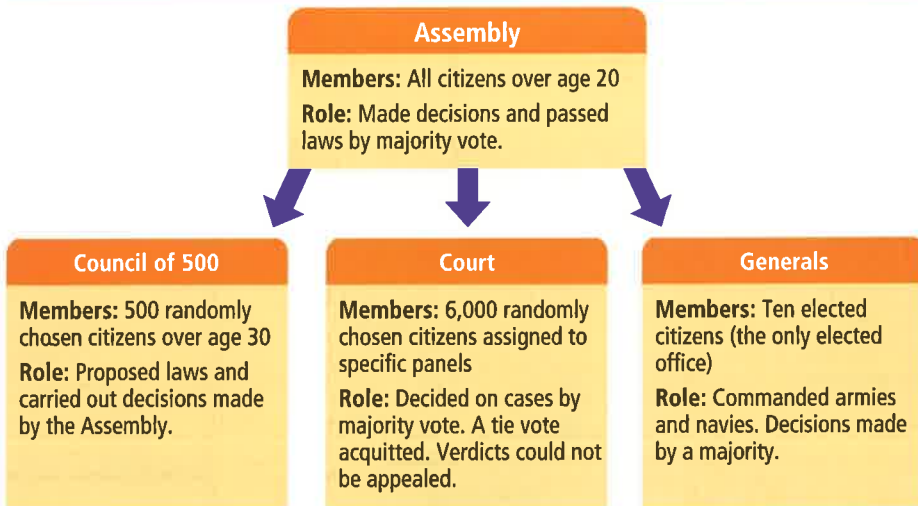 Assembly
Members: All citizens over age 20
Role: Made decisions and passed
laws by majority vote.
Council of 500
Members: 500 randomly
chosen citizens over age 30
Role: Proposed laws and
carried out decisions made
by the Assembly.
Court
Members: 6,000 randomly
chosen citizens assigned to
specific panels
Role: Decided on cases by
majority vote. A tie vote
acquitted. Verdicts could not
be appealed.
Generals
Members: Ten elected
citizens (the only elected
office)
Role: Commanded armies
and navies. Decisions made
by a majority.